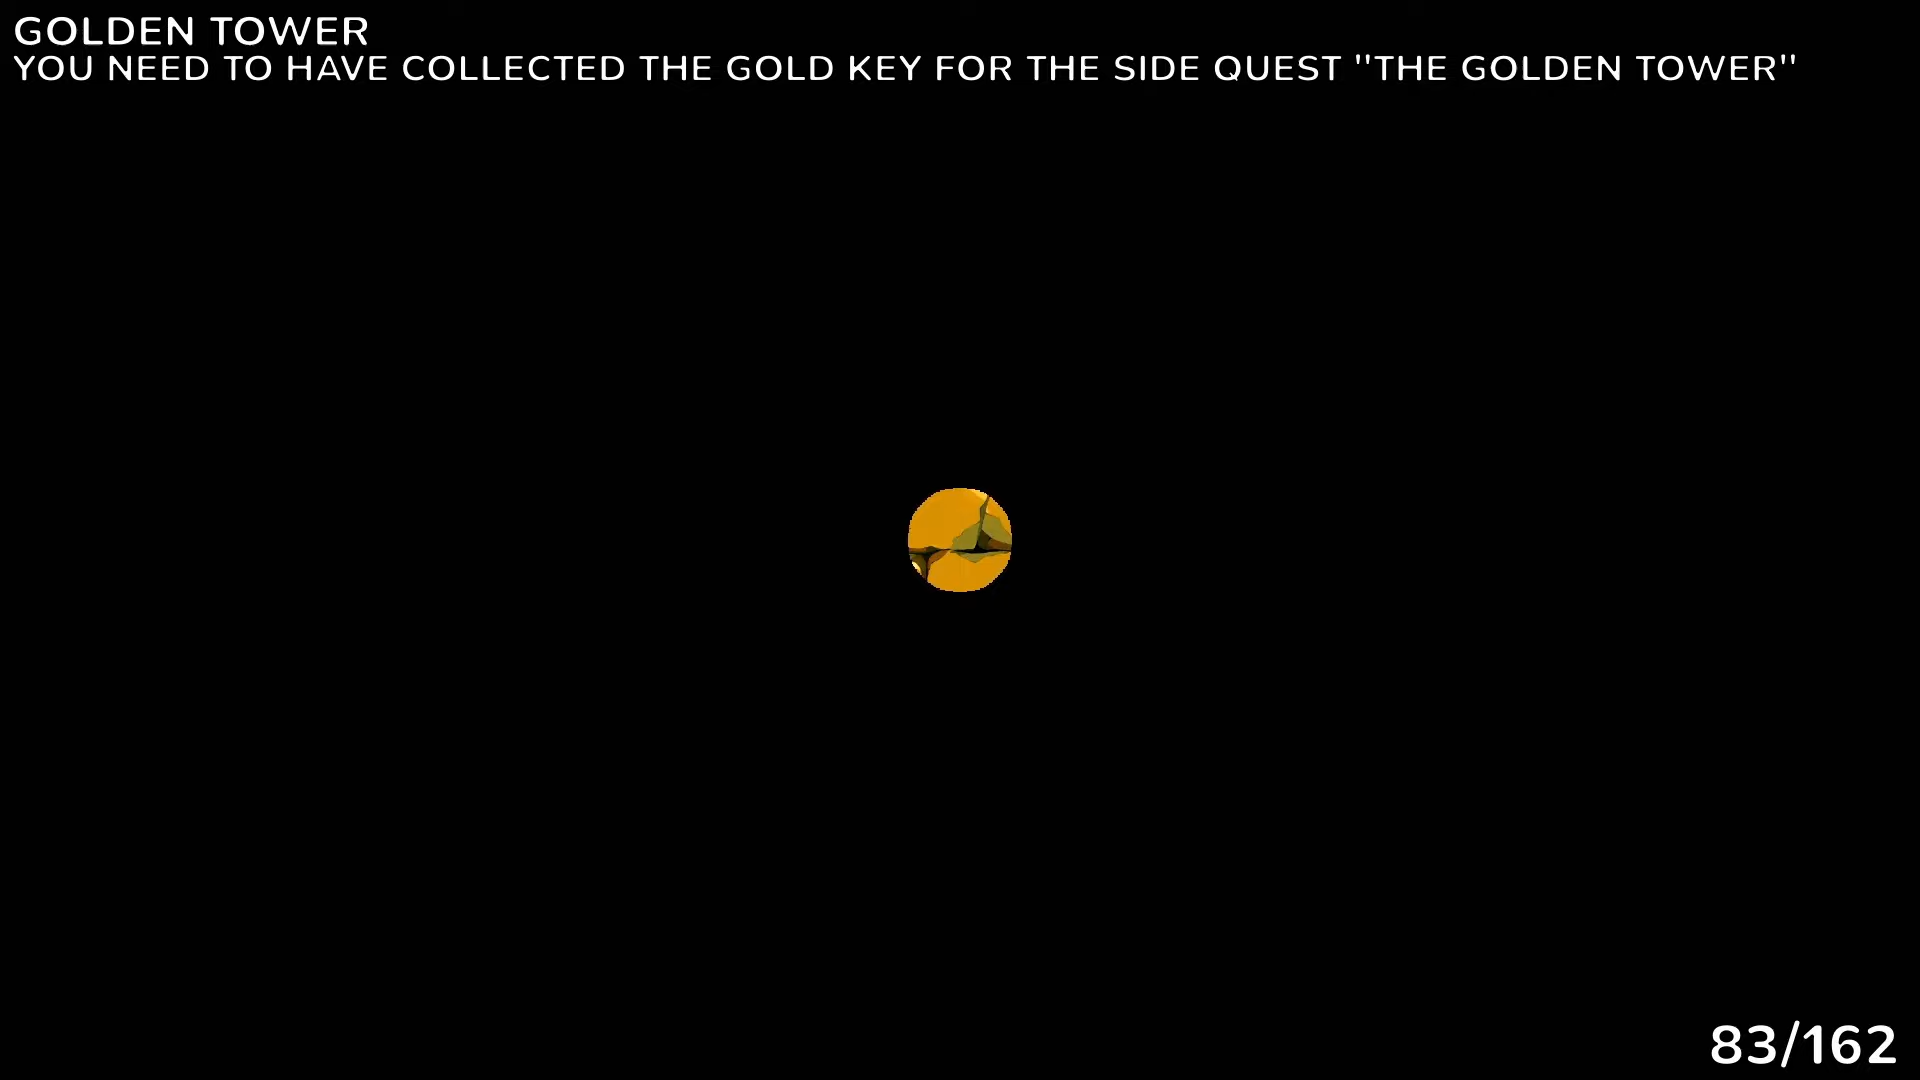 GOLDEN TOWER
YOU NEED TO HAVE COLLECTED THE GOLD KEY FOR THE SIDE QUEST "THE GOLDEN TOWER"
83/162